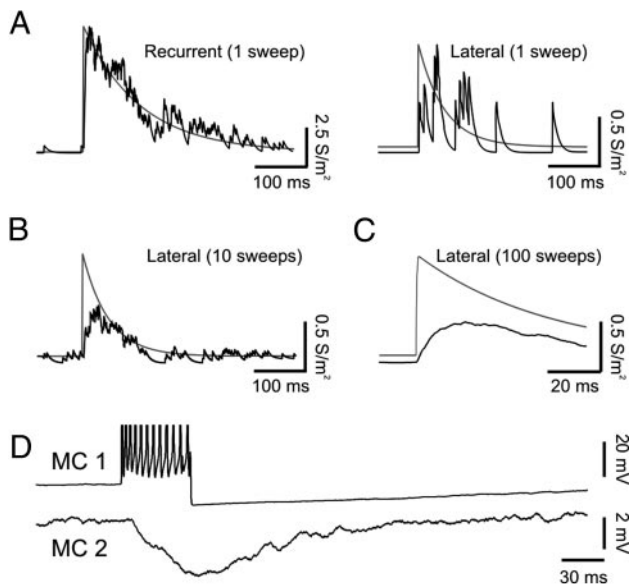 A
Recurrent (1 sweep)
2.5 S/m²
100 ms
Lateral (1 sweep)
0.5 S/m²
100 ms
B
Lateral (10 sweeps)
0.5 S/m²
100 ms
C
Lateral (100 sweeps)
0.5 S/m²
20 ms
D
MC 1
20 mV
MC 2
2 mV
30 ms